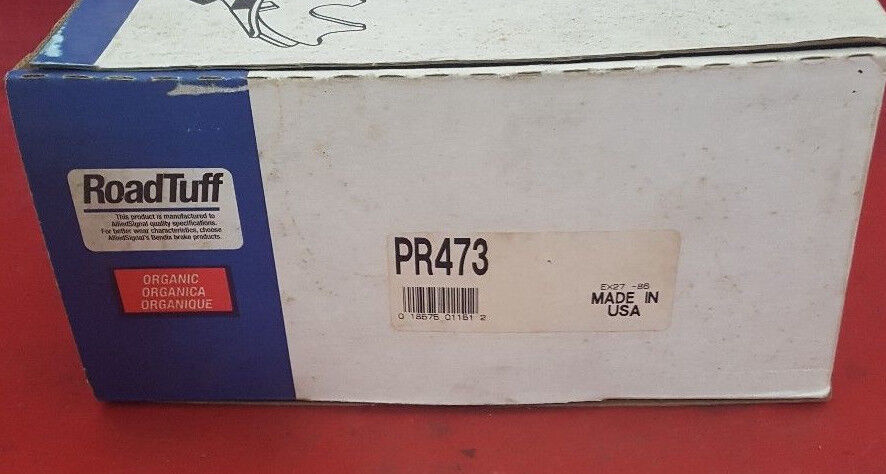 RoadTuff
This product is manufactured to
AlliedSignal quality specifications.
For better wear characteristics, choose
AlliedSignal's Bendix brake products.
ORGANIC
ORGANICA
ORGANIQUE
PR473
0 18575 01181 2
EX27 -86
MADE IN
USA